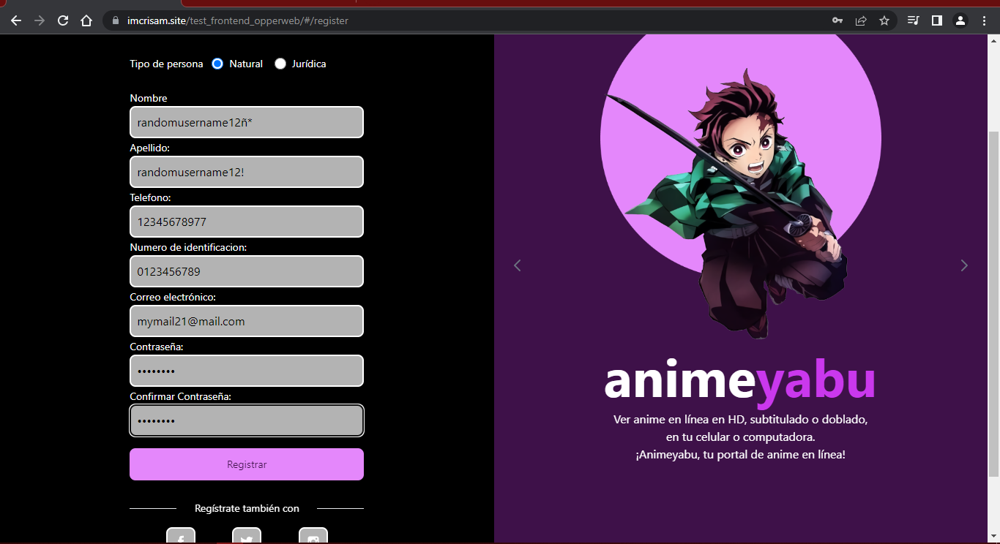 imcrisam.site/test_frontend_opperweb/#/register
Tipo de persona Natural Jurídica
Nombre
randomusername12ñ*
Apellido:
randomusername12!
Telefono:
12345678977
Numero de identificacion:
0123456789
Correo electrónico:
mymail21@mail.com
Contraseña:
••••••••
Confirmar Contraseña:
••••••••
Registrar
Regístrate también con
animeyabu
Ver anime en línea en HD, subtitulado o doblado,
en tu celular o computadora.
¡Animeyabu, tu portal de anime en línea!